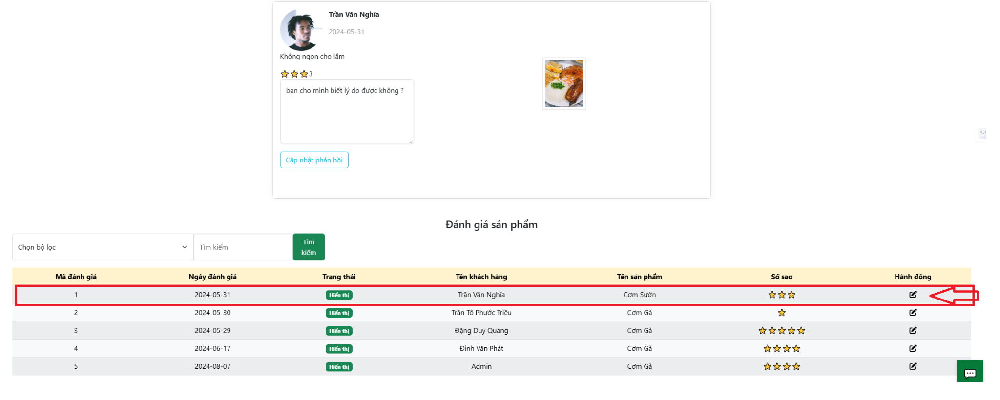 Trần Văn Nghĩa
2024-05-31
Không ngon cho lắm
3
bạn cho mình biết lý do được không ?
Cập nhật phản hồi
Đánh giá sản phẩm
Chọn bộ lọc
Tìm kiếm
Tìm
kiếm
Mã đánh giá Ngày đánh giá Trạng thái Tên khách hàng Tên sản phẩm Số sao Hành động
1 2024-05-31 Hiển thị Trần Văn Nghĩa Cơm Sườn
2 2024-05-30 Hiển thị Trần Tô Phước Triều Cơm Gà
3 2024-05-29 Hiển thị Đặng Duy Quang Cơm Gà
4 2024-06-17 Hiển thị Đinh Văn Phát Cơm Gà
5 2024-08-07 Hiển thị Admin Cơm Gà